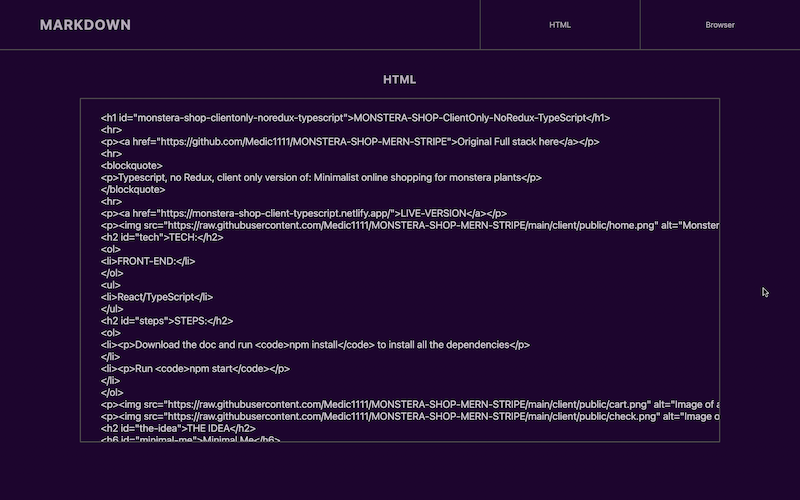 MARKDOWN
HTML
Browser
HTML
<h1 id="monstera-shop-clientonly-noredux-typescript">MONSTERA-SHOP-ClientOnly-NoRedux-TypeScript</h1>
<hr>
<p><a href="https://github.com/Medic1111/MONSTERA-SHOP-MERN-STRIPE">Original Full stack here</a></p>
<hr>
<blockquote>
<p>Typescript, no Redux, client only version of: Minimalist online shopping for monstera plants</p>
</blockquote>
<hr>
<p><a href="https://monstera-shop-client-typescript.netlify.app/">LIVE-VERSION</a></p>
<p><img src="https://raw.githubusercontent.com/Medic1111/MONSTERA-SHOP-MERN-STRIPE/main/client/public/home.png" alt="Monster
<h2 id="tech">TECH:</h2>
<ol>
<li>FRONT-END:</li>
</ol>
<ul>
<li>React/TypeScript</li>
</ul>
<h2 id="steps">STEPS:</h2>
<ol>
<li><p>Download the doc and run <code>npm install</code> to install all the dependencies</p>
</li>
<li><p>Run <code>npm start</code></p>
</li>
</ol>
<p><img src="https://raw.githubusercontent.com/Medic1111/MONSTERA-SHOP-MERN-STRIPE/main/client/public/cart.png" alt="Image of a
<p><img src="https://raw.githubusercontent.com/Medic1111/MONSTERA-SHOP-MERN-STRIPE/main/client/public/check.png" alt="Image o
<h2 id="the-idea">THE IDEA</h2>
<h6 id="minimal-me">Minimal Me</h6>